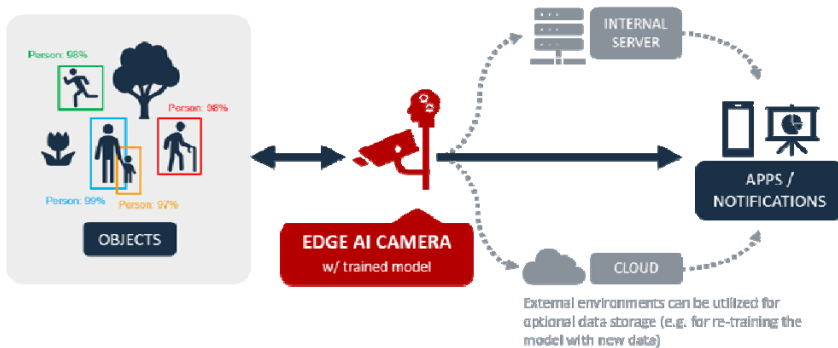 Person: 98%
Person: 98%
Person: 99%
Person: 97%
OBJECTS
EDGE AI CAMERA
w/ trained model
INTERNAL
SERVER
APPS /
NOTIFICATIONS
CLOUD
External environments can be utilized for
optional data storage (e.g. for re-training the
model with new data)